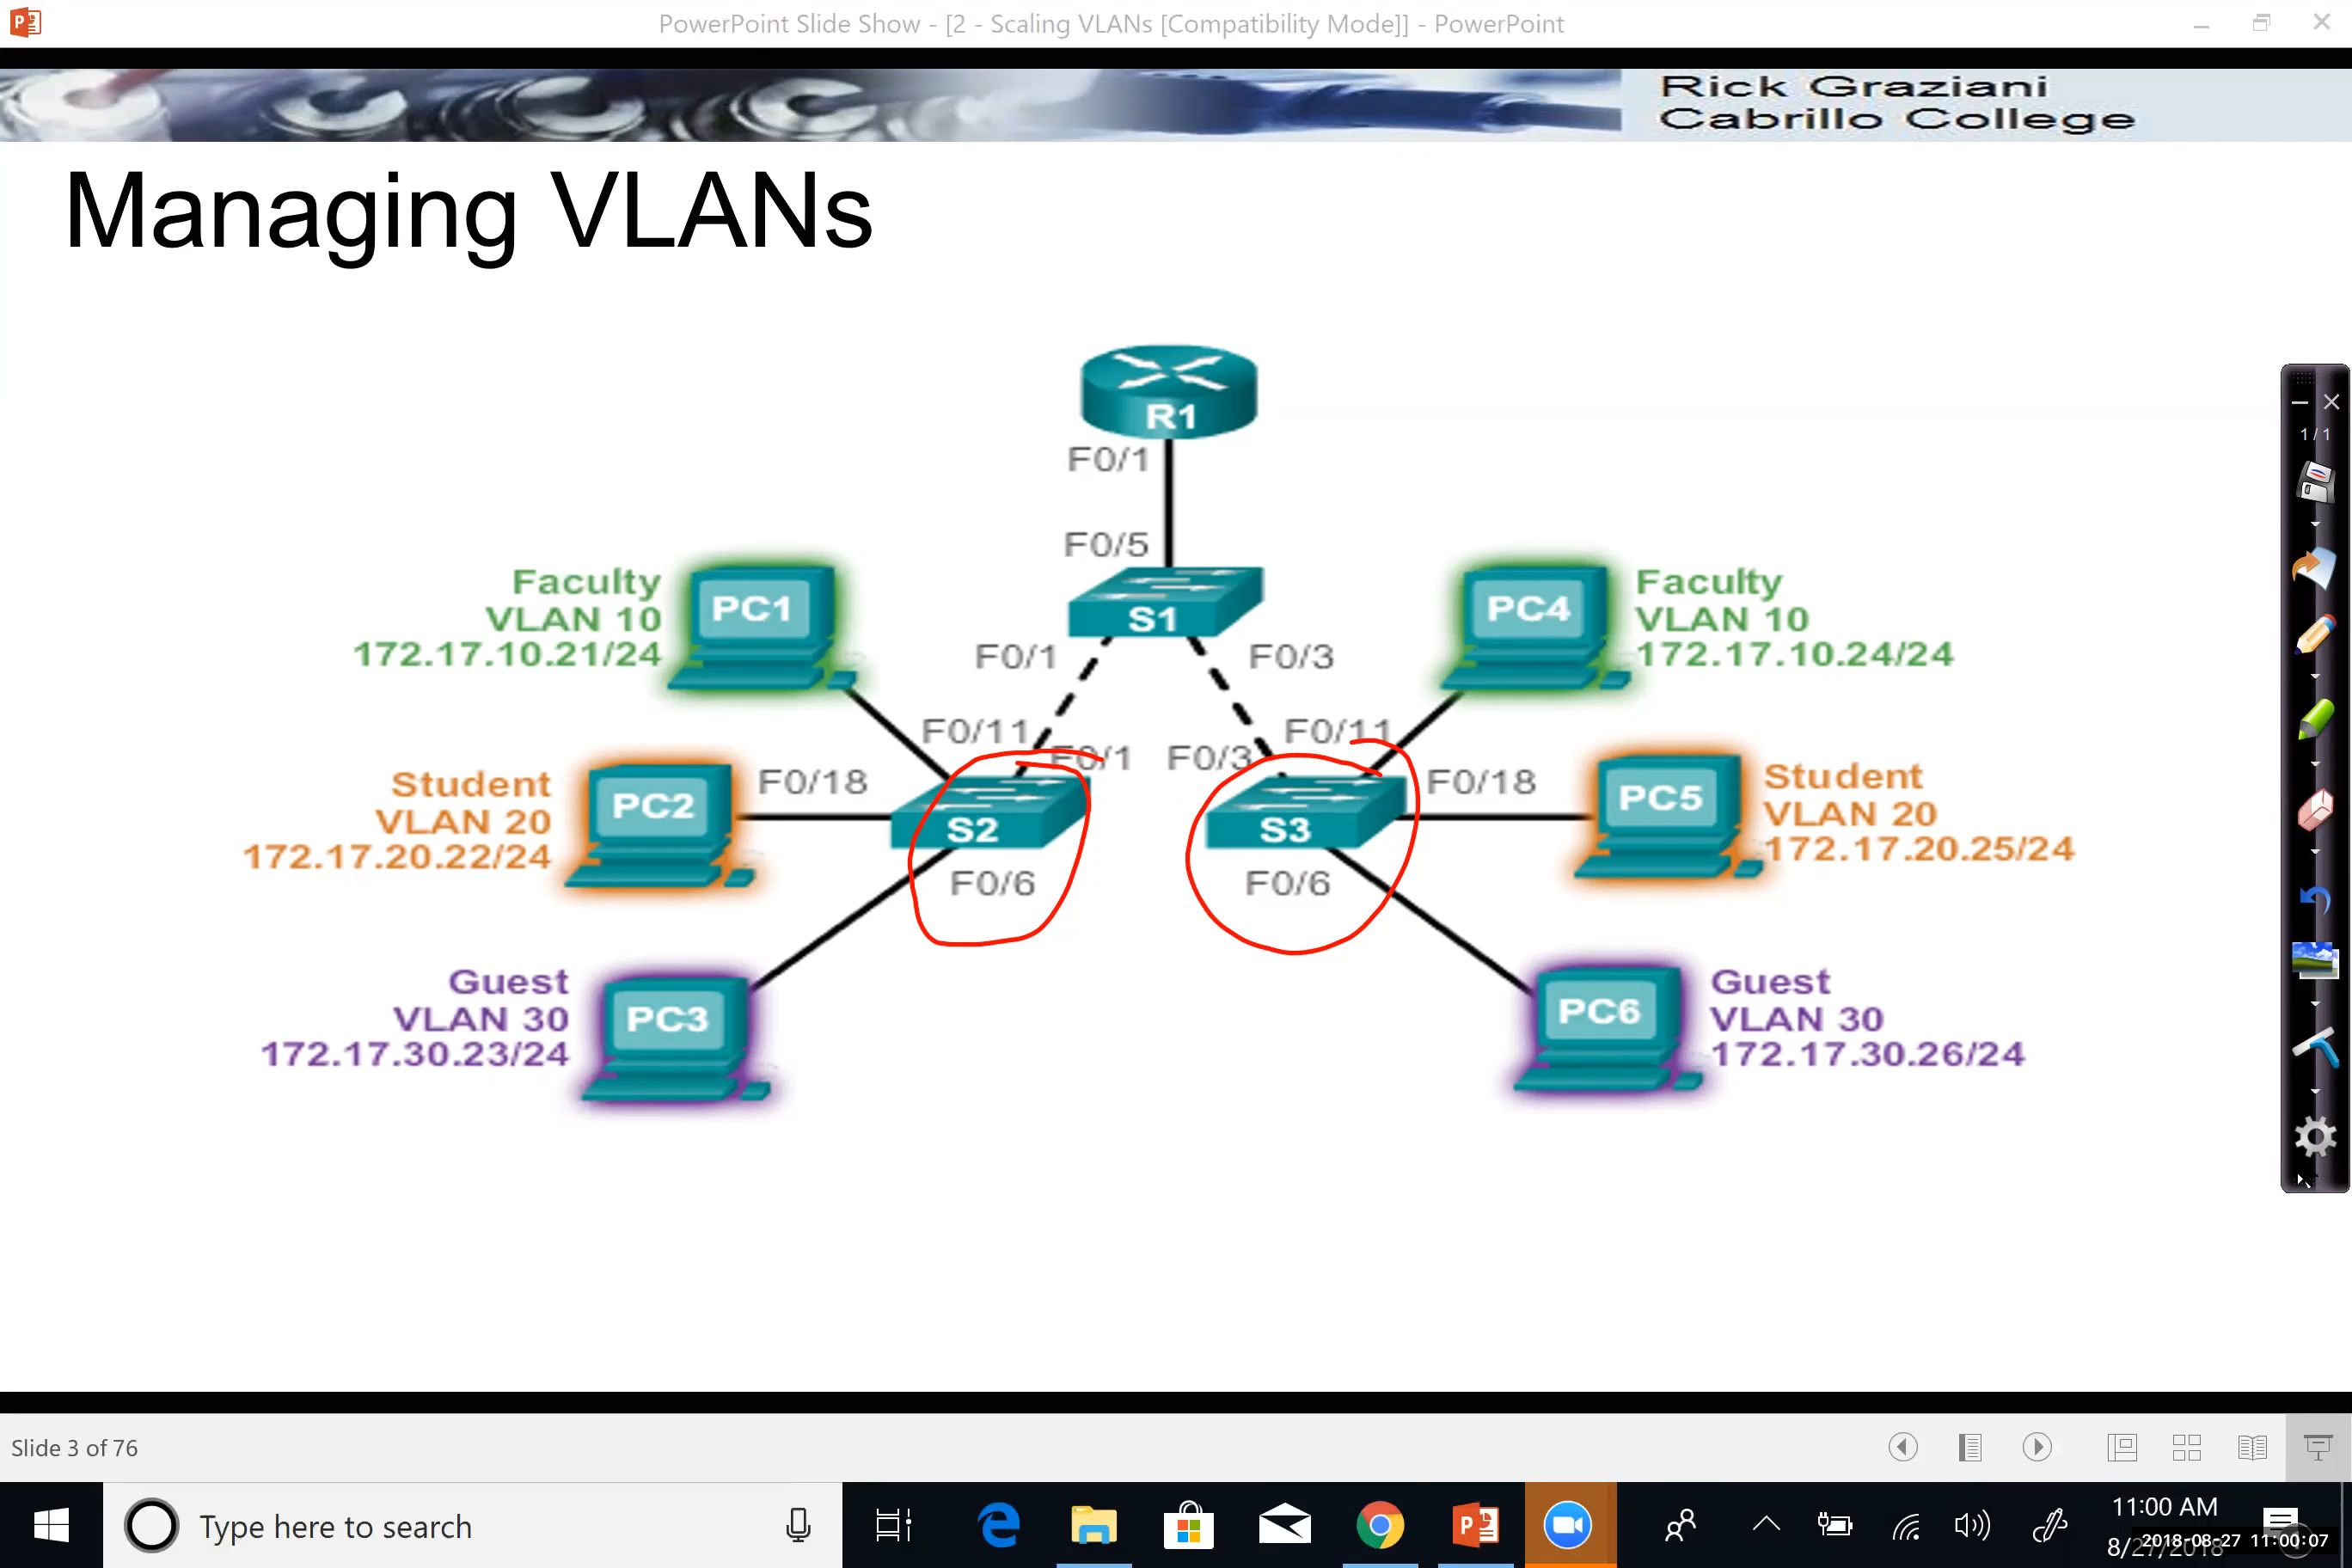 PowerPoint Slide Show - [2 - Scaling VLANs [Compatibility Mode]] - PowerPoint
Rick Graziani
Cabrillo College
Managing VLANs
R1
F0/1
F0/5
S1
F0/1
F0/3
Faculty
VLAN 10
172.17.10.21/24
PC1
PC4
Faculty
VLAN 10
172.17.10.24/24
1/1
F0/11
F0/1
F0/3
F0/11
Student
VLAN 20
172.17.20.22/24
PC2
F0/18
S2
F0/6
S3
F0/6
F0/18
PC5
Student
VLAN 20
172.17.20.25/24
Guest
VLAN 30
172.17.30.23/24
PC3
PC6
Guest
VLAN 30
172.17.30.26/24
Slide 3 of 76
Type here to search
11:00 AM
8/27/2018
2018-08-27 11:00:07